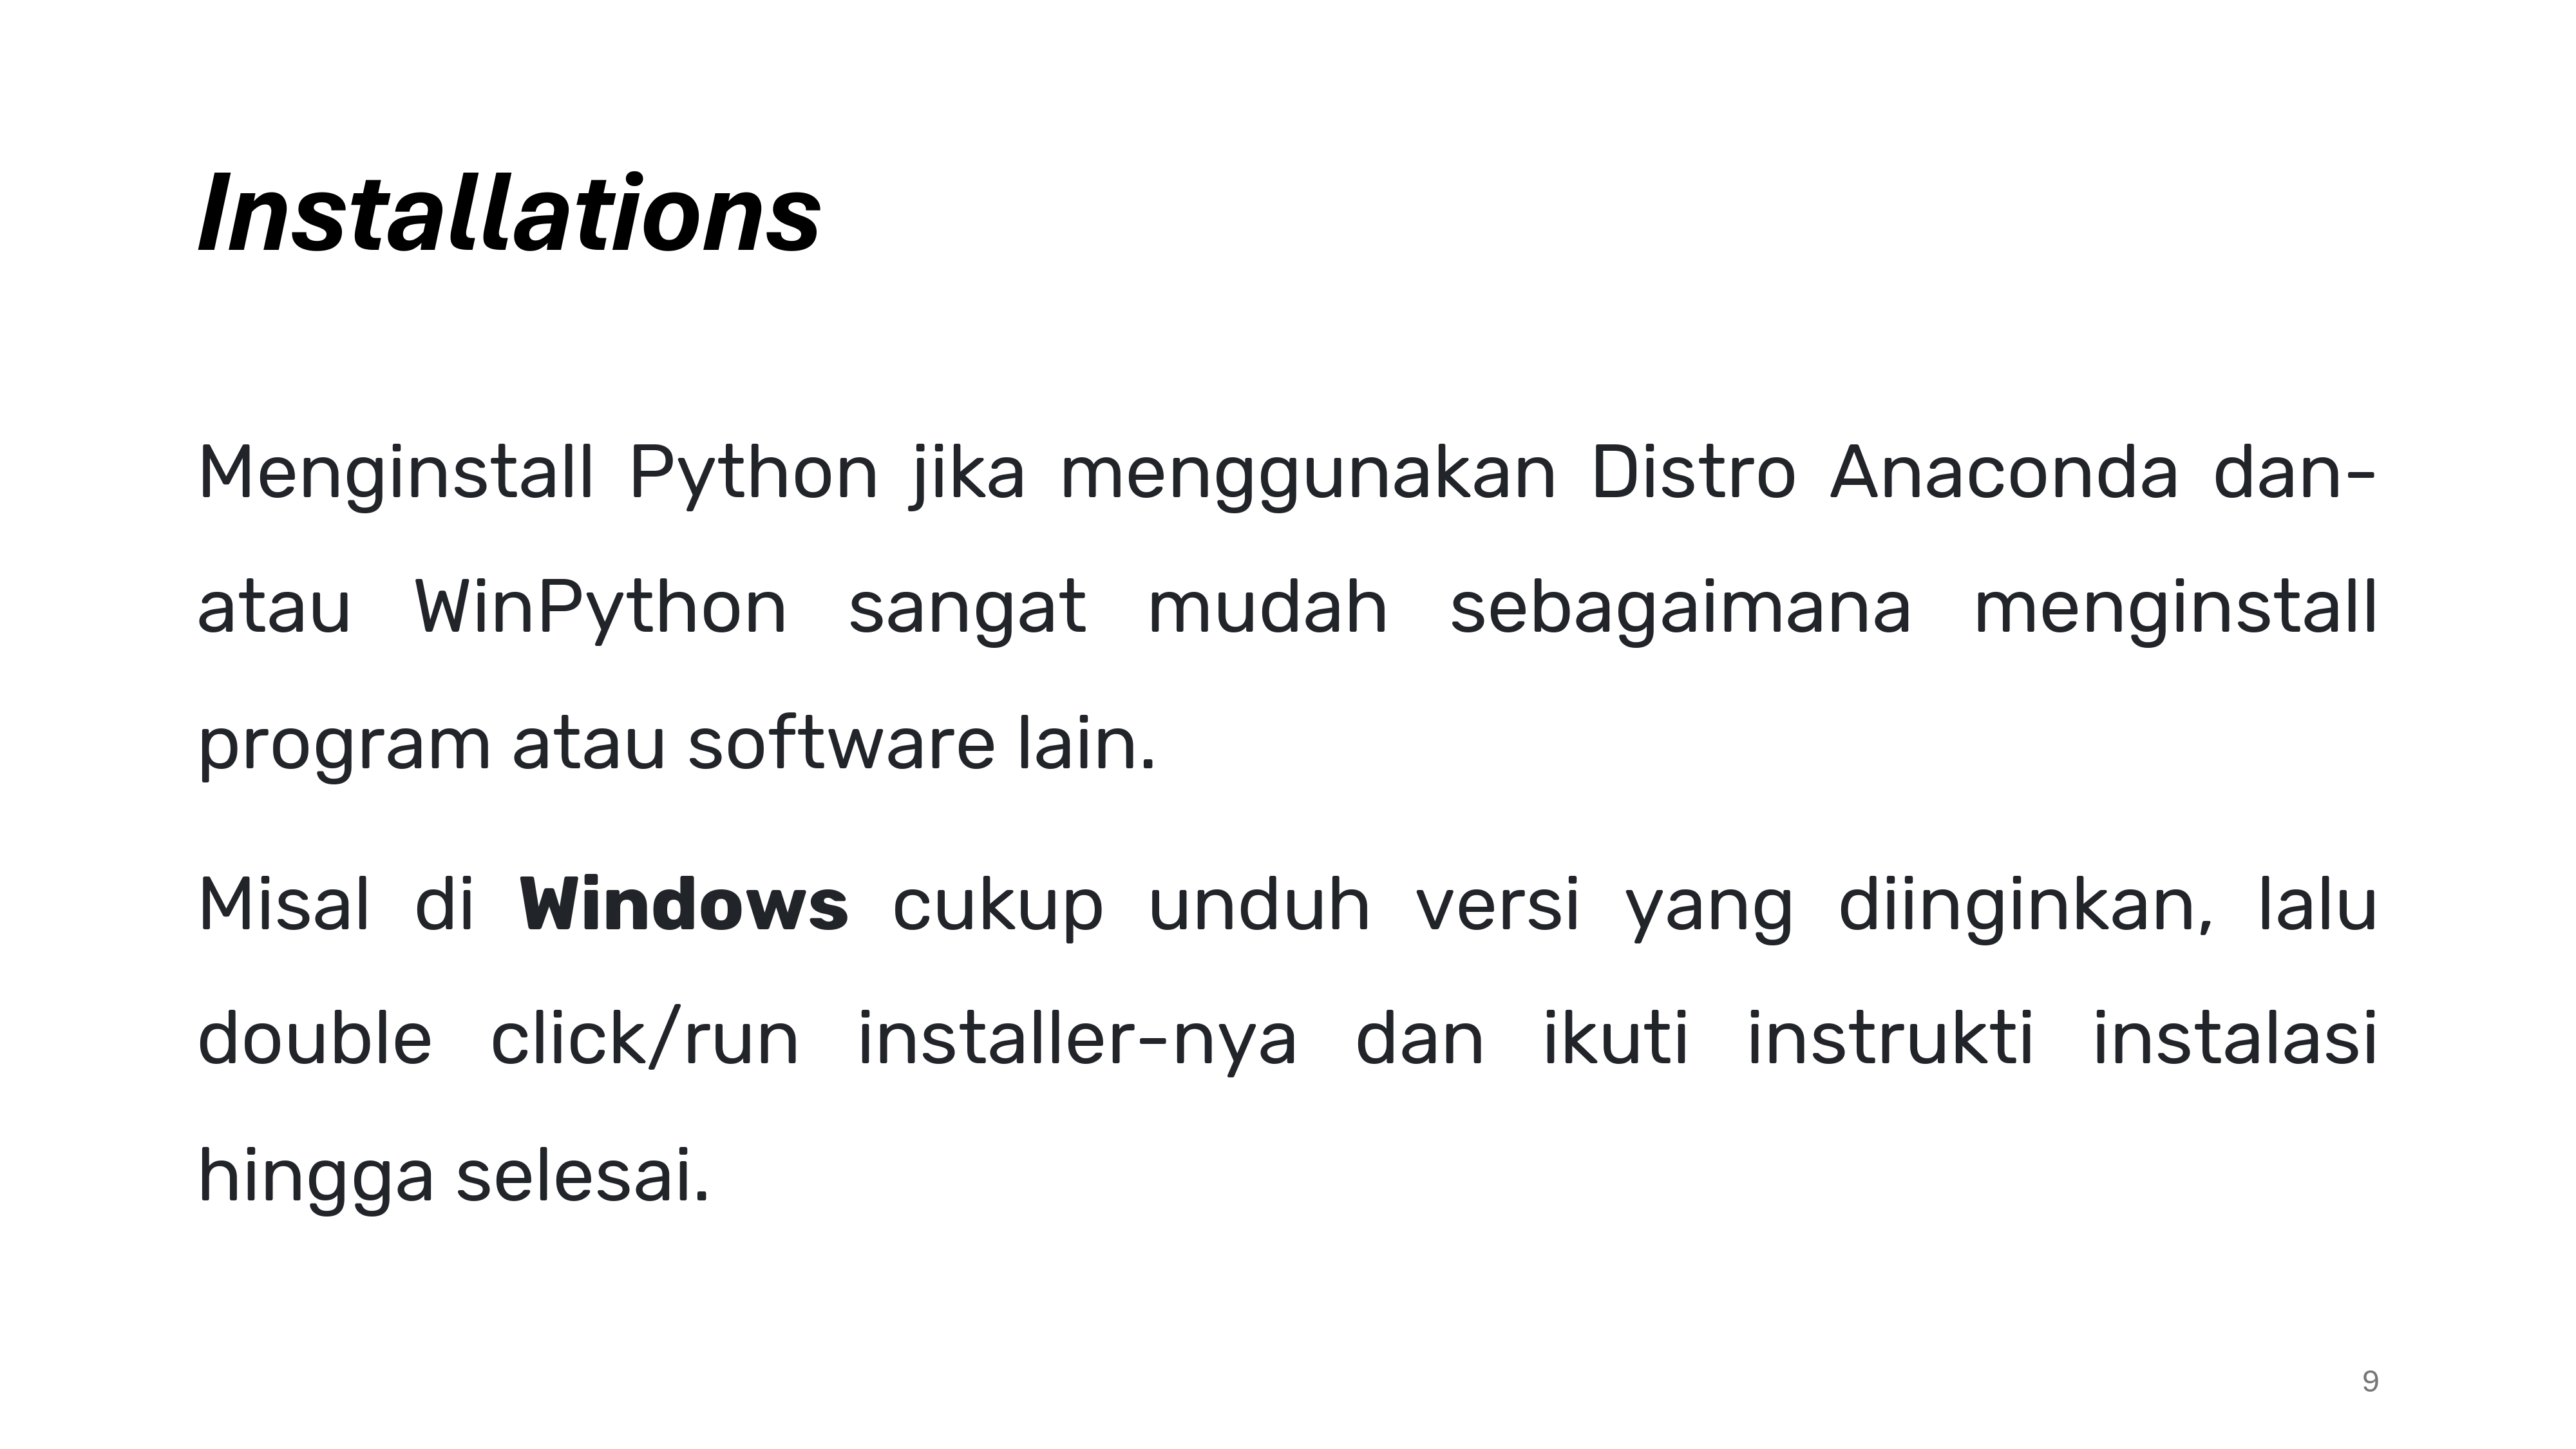 Installations
Menginstall Python jika menggunakan Distro Anaconda dan-
atau WinPython sangat mudah sebagaimana menginstall
program atau software lain.
Misal di Windows cukup unduh versi yang diinginkan, lalu
double click/run installer-nya dan ikuti instrukti instalasi
hingga selesai.
9